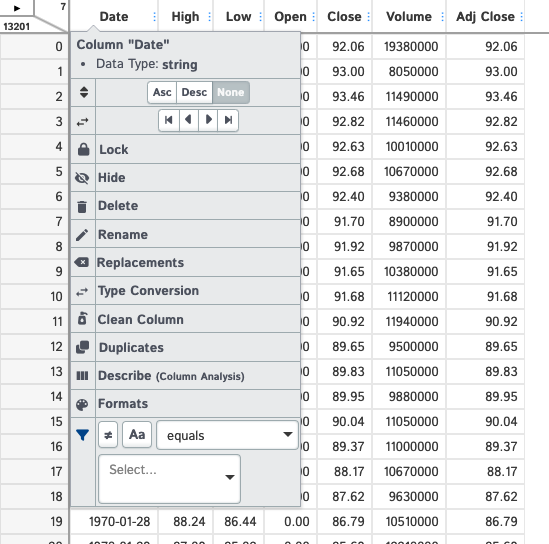 ▶ 7 Date High Low Open Close Volume Adj Close
13201
0 00 92.06 19380000 92.06
1 00 93.00 8050000 93.00
2 00 93.46 11490000 93.46
3 00 92.82 11460000 92.82
4 00 92.63 10010000 92.63
5 00 92.68 10670000 92.68
6 00 92.40 9380000 92.40
7 00 91.70 8900000 91.70
8 00 91.92 9870000 91.92
9 00 91.65 10380000 91.65
10 00 91.68 11120000 91.68
11 00 90.92 11940000 90.92
12 00 89.65 9500000 89.65
13 00 89.83 11050000 89.83
14 00 89.95 9880000 89.95
15 00 90.04 11050000 90.04
16 00 89.37 11000000 89.37
17 00 88.17 10670000 88.17
18 00 87.62 9630000 87.62
19 1970-01-28 88.24 86.44 0.00 86.79 10510000 86.79
Column "Date"
• Data Type: string
Asc Desc None
Lock
Hide
Delete
Rename
Replacements
Type Conversion
Clean Column
Duplicates
Describe (Column Analysis)
Formats
≠ Aa equals
Select...